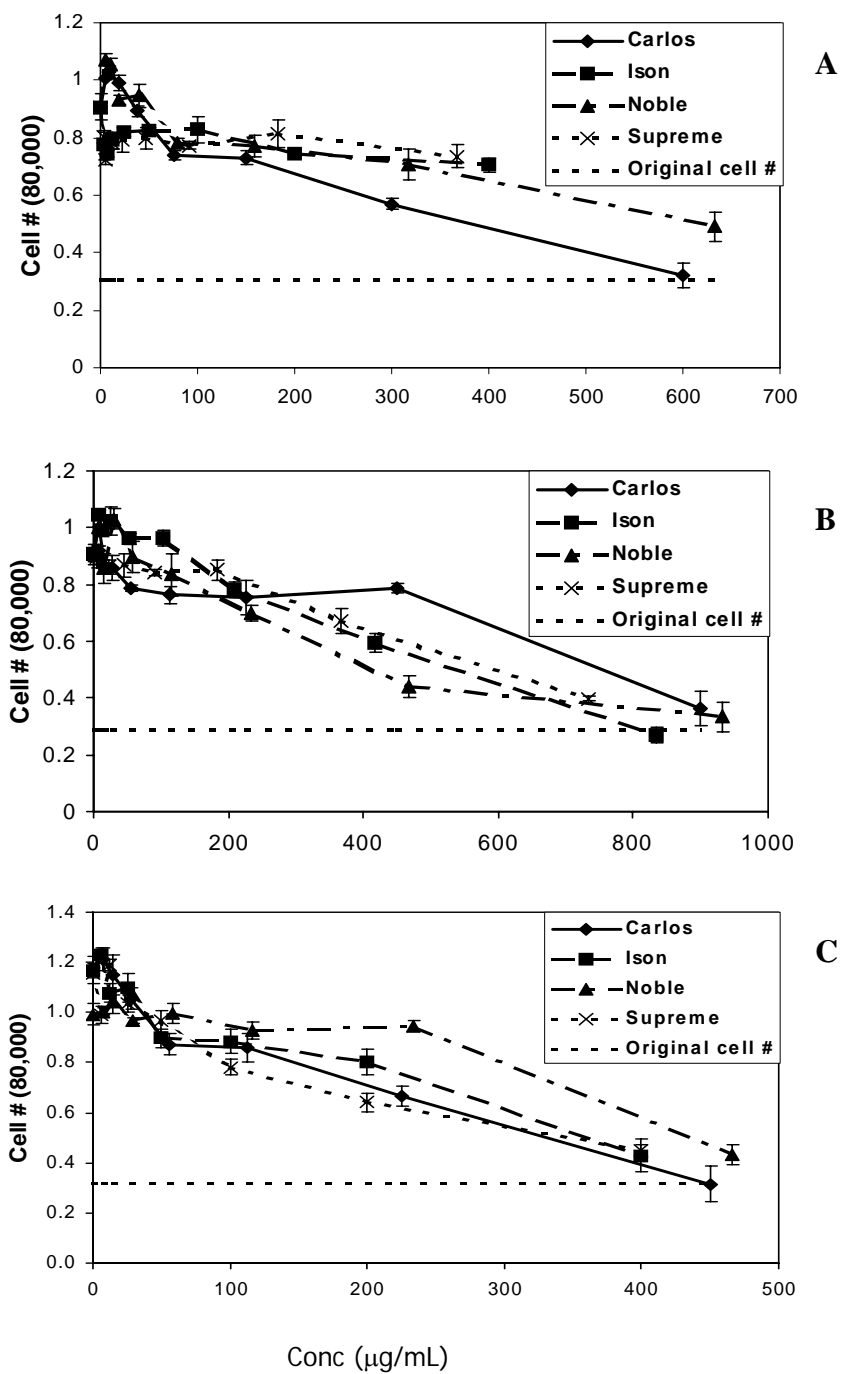 A
Carlos
Ison
Noble
Supreme
Original cell #
Cell # (80,000)
1.2
1
0.8
0.6
0.4
0.2
0
0 100 200 300 400 500 600 700
B
Carlos
Ison
Noble
Supreme
Original cell #
Cell # (80,000)
1.2
1
0.8
0.6
0.4
0.2
0
0 200 400 600 800 1000
C
Carlos
Ison
Noble
Supreme
Original cell #
Cell # (80,000)
1.4
1.2
1.0
0.8
0.6
0.4
0.2
0.0
0 100 200 300 400 500
Conc (μg/mL)